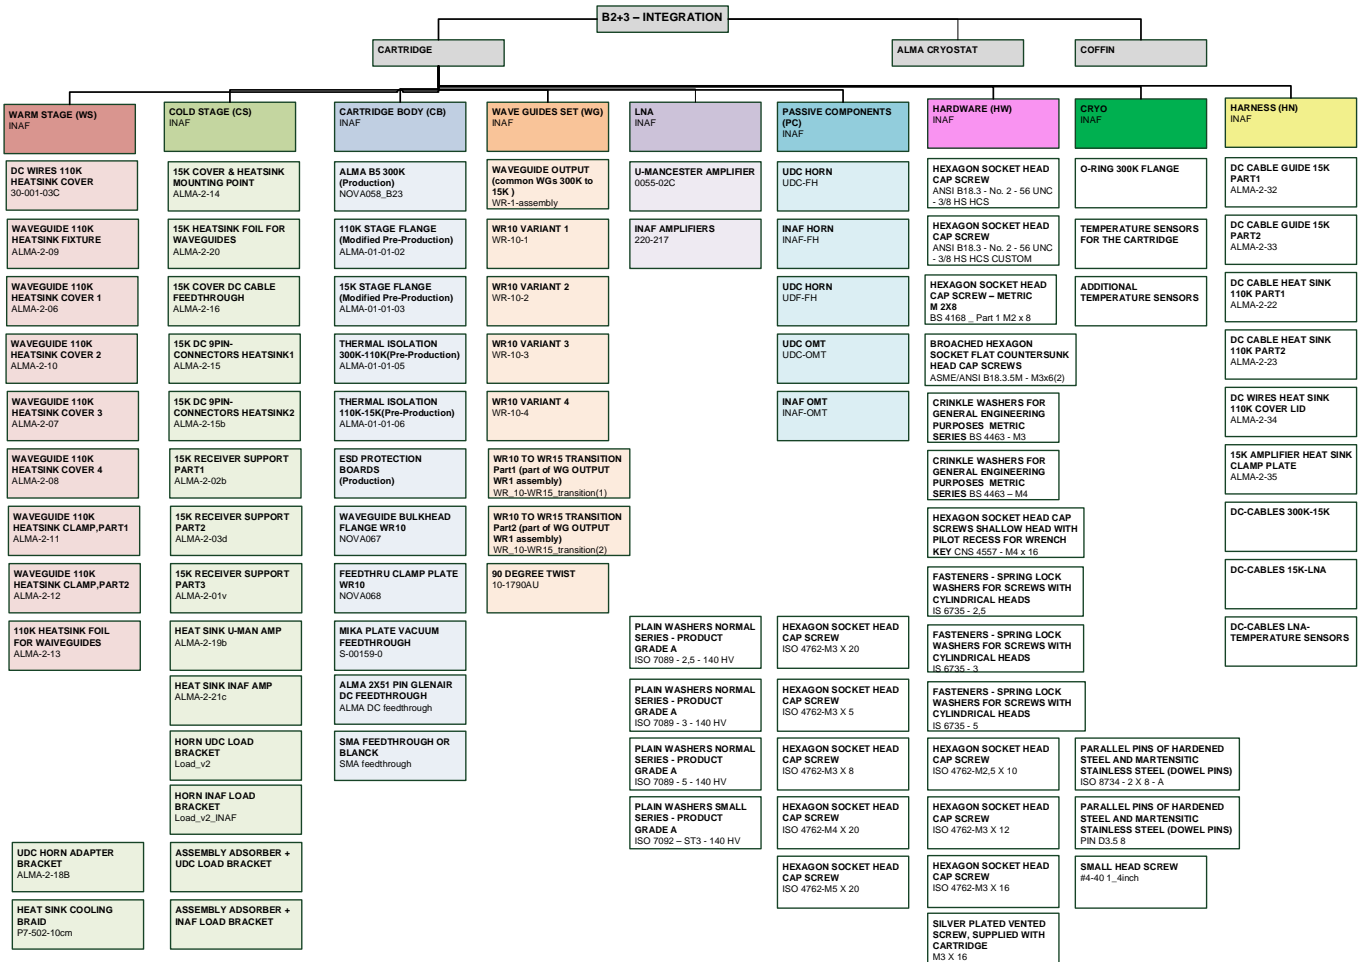 B2+3 – INTEGRATION
CARTRIDGE
ALMA CRYOSTAT
COFFIN
WARM STAGE (WS)
INAF
DC WIRES 110K
HEATSINK COVER
30-001-03C
WAVEGUIDE 110K
HEATSINK FIXTURE
ALMA-2-09
WAVEGUIDE 110K
HEATSINK COVER 1
ALMA-2-06
WAVEGUIDE 110K
HEATSINK COVER 2
ALMA-2-10
WAVEGUIDE 110K
HEATSINK COVER 3
ALMA-2-07
WAVEGUIDE 110K
HEATSINK COVER 4
ALMA-2-08
WAVEGUIDE 110K
HEATSINK CLAMP,PART1
ALMA-2-11
WAVEGUIDE 110K
HEATSINK CLAMP,PART2
ALMA-2-12
110K HEATSINK FOIL
FOR WAIVEGUIDES
ALMA-2-13
UDC HORN ADAPTER
BRACKET
ALMA-2-18B
HEAT SINK COOLING
BRAID
P7-502-10cm
COLD STAGE (CS)
INAF
15K COVER & HEATSINK
MOUNTING POINT
ALMA-2-14
15K HEATSINK FOIL FOR
WAVEGUIDES
ALMA-2-20
15K COVER DC CABLE
FEEDTHROUGH
ALMA-2-16
15K DC 9PIN-
CONNECTORS HEATSINK1
ALMA-2-15
15K DC 9PIN-
CONNECTORS HEATSINK2
ALMA-2-15b
15K RECEIVER SUPPORT
PART1
ALMA-2-02b
15K RECEIVER SUPPORT
PART2
ALMA-2-03d
15K RECEIVER SUPPORT
PART3
ALMA-2-01v
HEAT SINK U-MAN AMP
ALMA-2-19b
HEAT SINK INAF AMP
ALMA-2-21c
HORN UDC LOAD
BRACKET
Load_v2
HORN INAF LOAD
BRACKET
Load_v2_INAF
ASSEMBLY ADSORBER +
UDC LOAD BRACKET
ASSEMBLY ADSORBER +
INAF LOAD BRACKET
CARTRIDGE BODY (CB)
INAF
ALMA B5 300K
(Production)
NOVA058_B23
110K STAGE FLANGE
(Modified Pre-Production)
ALMA-01-01-02
15K STAGE FLANGE
(Modified Pre-Production)
ALMA-01-01-03
THERMAL ISOLATION
300K-110K(Pre-Production)
ALMA-01-01-05
THERMAL ISOLATION
110K-15K(Pre-Production)
ALMA-01-01-06
ESD PROTECTION
BOARDS
(Production)
WAVEGUIDE BULKHEAD
FLANGE WR10
NOVA067
FEEDTHRU CLAMP PLATE
WR10
NOVA068
MIKA PLATE VACUUM
FEEDTHROUGH
S-00159-0
ALMA 2X51 PIN GLENAIR
DC FEEDTHROUGH
ALMA DC feedthrough
SMA FEEDTHROUGH OR
BLANCK
SMA feedthrough
WAVE GUIDES SET (WG)
INAF
WAVEGUIDE OUTPUT
(common WGs 300K to
15K )
WR-1-assembly
WR10 VARIANT 1
WR-10-1
WR10 VARIANT 2
WR-10-2
WR10 VARIANT 3
WR-10-3
WR10 VARIANT 4
WR-10-4
WR10 TO WR15 TRANSITION
Part1 (part of WG OUTPUT
WR1 assembly)
WR_10-WR15_transition(1)
WR10 TO WR15 TRANSITION
Part2 (part of WG OUTPUT
WR1 assembly)
WR_10-WR15_transition(2)
90 DEGREE TWIST
10-1790AU
LNA
INAF
U-MANCESTER AMPLIFIER
0055-02C
INAF AMPLIFIERS
220-217
PLAIN WASHERS NORMAL
SERIES - PRODUCT
GRADE A
ISO 7089 - 2,5 - 140 HV
PLAIN WASHERS NORMAL
SERIES - PRODUCT
GRADE A
ISO 7089 - 3 - 140 HV
PLAIN WASHERS NORMAL
SERIES - PRODUCT
GRADE A
ISO 7089 - 5 - 140 HV
PLAIN WASHERS SMALL
SERIES - PRODUCT
GRADE A
ISO 7092 – ST3 - 140 HV
PASSIVE COMPONENTS
(PC)
INAF
UDC HORN
UDC-FH
INAF HORN
INAF-FH
UDC HORN
UDF-FH
UDC OMT
UDC-OMT
INAF OMT
INAF-OMT
HEXAGON SOCKET HEAD
CAP SCREW
ISO 4762-M3 X 20
HEXAGON SOCKET HEAD
CAP SCREW
ISO 4762-M3 X 5
HEXAGON SOCKET HEAD
CAP SCREW
ISO 4762-M3 X 8
HEXAGON SOCKET HEAD
CAP SCREW
ISO 4762-M4 X 20
HEXAGON SOCKET HEAD
CAP SCREW
ISO 4762-M5 X 20
HARDWARE (HW)
INAF
HEXAGON SOCKET HEAD
CAP SCREW
ANSI B18.3 - No. 2 - 56 UNC
- 3/8 HS HCS
HEXAGON SOCKET HEAD
CAP SCREW
ANSI B18.3 - No. 2 - 56 UNC
- 3/8 HS HCS CUSTOM
HEXAGON SOCKET HEAD
CAP SCREW – METRIC
M 2X8
BS 4168 _ Part 1 M2 x 8
BROACHED HEXAGON
SOCKET FLAT COUNTERSUNK
HEAD CAP SCREWS
ASME/ANSI B18.3.5M - M3x6(2)
CRINKLE WASHERS FOR
GENERAL ENGINEERING
PURPOSES METRIC
SERIES BS 4463 - M3
CRINKLE WASHERS FOR
GENERAL ENGINEERING
PURPOSES METRIC
SERIES BS 4463 – M4
HEXAGON SOCKET HEAD CAP
SCREWS SHALLOW HEAD WITH
PILOT RECESS FOR WRENCH
KEY CNS 4557 - M4 x 16
FASTENERS - SPRING LOCK
WASHERS FOR SCREWS WITH
CYLINDRICAL HEADS
IS 6735 - 2,5
FASTENERS - SPRING LOCK
WASHERS FOR SCREWS WITH
CYLINDRICAL HEADS
IS 6735 - 3
FASTENERS - SPRING LOCK
WASHERS FOR SCREWS WITH
CYLINDRICAL HEADS
IS 6735 - 5
HEXAGON SOCKET HEAD
CAP SCREW
ISO 4762-M2,5 X 10
HEXAGON SOCKET HEAD
CAP SCREW
ISO 4762-M3 X 12
HEXAGON SOCKET HEAD
CAP SCREW
ISO 4762-M3 X 16
SILVER PLATED VENTED
SCREW, SUPPLIED WITH
CARTRIDGE
M3 X 16
CRYO
INAF
O-RING 300K FLANGE
TEMPERATURE SENSORS
FOR THE CARTRIDGE
ADDITIONAL
TEMPERATURE SENSORS
PARALLEL PINS OF HARDENED
STEEL AND MARTENSITIC
STAINLESS STEEL (DOWEL PINS)
ISO 8734 - 2 X 8 - A
PARALLEL PINS OF HARDENED
STEEL AND MARTENSITIC
STAINLESS STEEL (DOWEL PINS)
PIN D3.5 8
SMALL HEAD SCREW
#4-40 1_4inch
HARNESS (HN)
INAF
DC CABLE GUIDE 15K
PART1
ALMA-2-32
DC CABLE GUIDE 15K
PART2
ALMA-2-33
DC CABLE HEAT SINK
110K PART1
ALMA-2-22
DC CABLE HEAT SINK
110K PART2
ALMA-2-23
DC WIRES HEAT SINK
110K COVER LID
ALMA-2-34
15K AMPLIFIER HEAT SINK
CLAMP PLATE
ALMA-2-35
DC-CABLES 300K-15K
DC-CABLES 15K-LNA
DC-CABLES LNA-
TEMPERATURE SENSORS